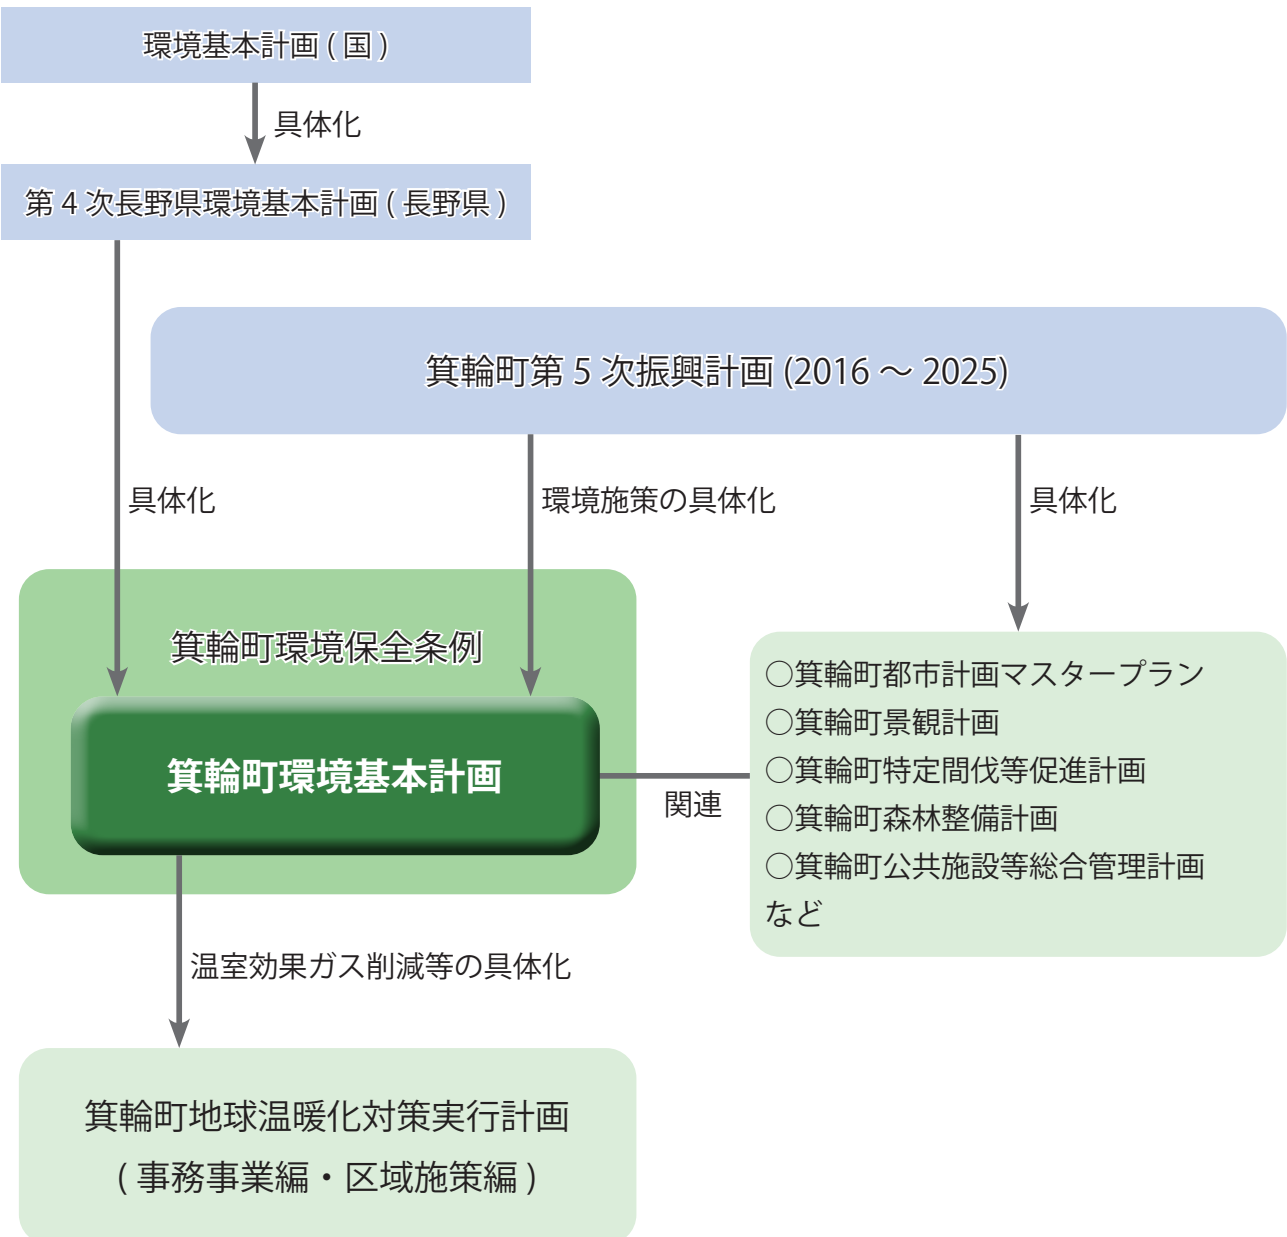 環境基本計画 ( 国 )
具体化
第 4 次長野県環境基本計画 ( 長野県 )
箕輪町第 5 次振興計画 (2016 ～ 2025)
具体化
環境施策の具体化
具体化
箕輪町環境保全条例
箕輪町環境基本計画
関連
○箕輪町都市計画マスタープラン
○箕輪町景観計画
○箕輪町特定間伐等促進計画
○箕輪町森林整備計画
○箕輪町公共施設等総合管理計画
など
温室効果ガス削減等の具体化
箕輪町地球温暖化対策実行計画
( 事務事業編・区域施策編 )